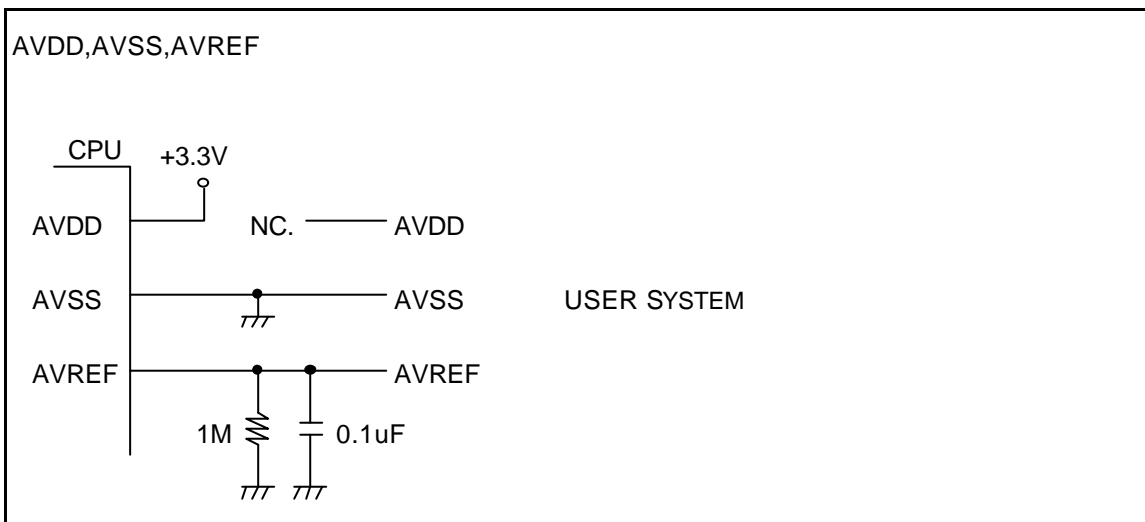 AVDD,AVSS,AVREF
CPU
+3.3V
AVDD NC. AVDD
AVSS AVSS USER SYSTEM
AVREF AVREF
1M 0.1uF